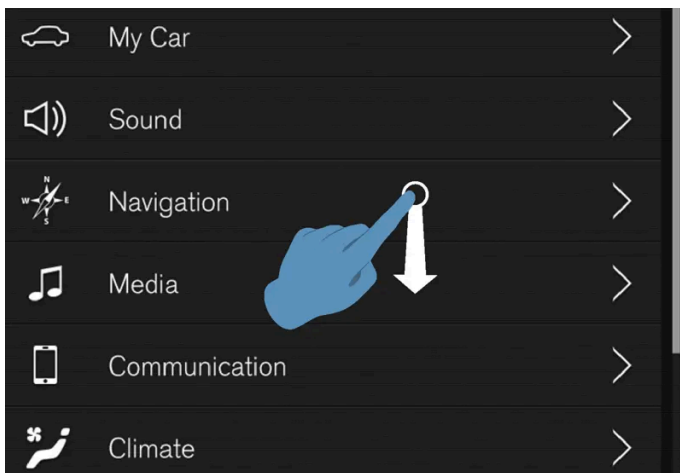 My Car
Sound
N
W
E
S
Navigation
Media
Communication
Climate